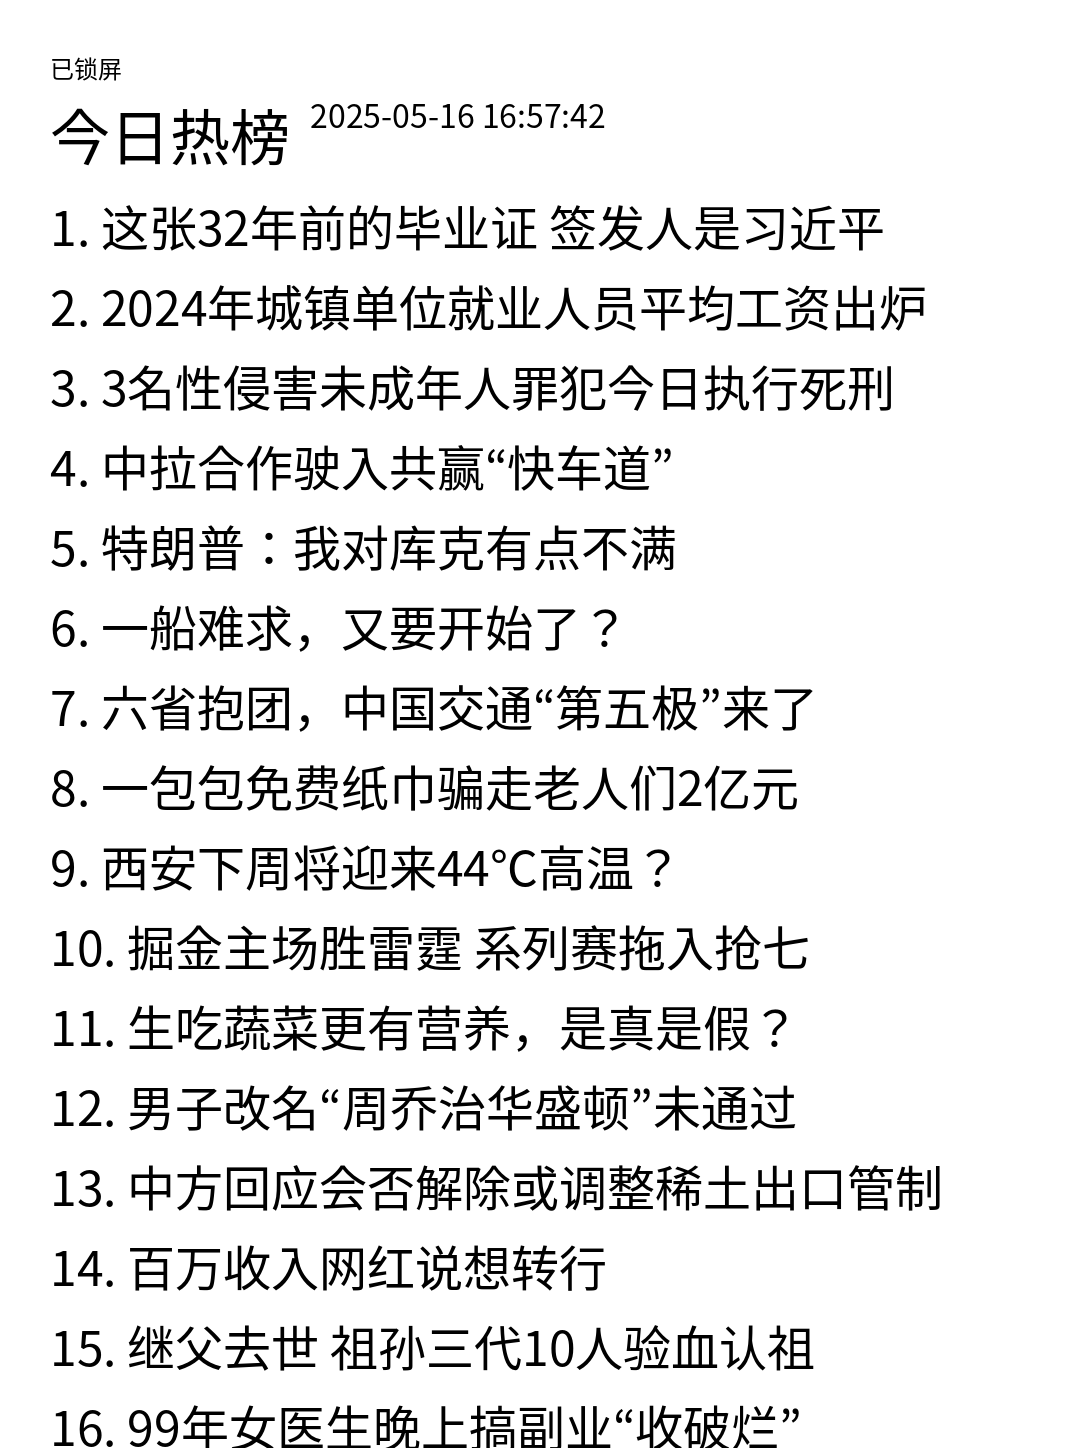 已锁屏
今日热榜 2025-05-16 16:57:42
1. 这张32年前的毕业证 签发人是习近平
2. 2024年城镇单位就业人员平均工资出炉
3. 3名性侵害未成年人罪犯今日执行死刑
4. 中拉合作驶入共赢“快车道”
5. 特朗普：我对库克有点不满
6. 一船难求，又要开始了？
7. 六省抱团，中国交通“第五极”来了
8. 一包包免费纸巾骗走老人们2亿元
9. 西安下周将迎来44℃高温？
10. 掘金主场胜雷霆 系列赛拖入抢七
11. 生吃蔬菜更有营养，是真是假？
12. 男子改名“周乔治华盛顿”未通过
13. 中方回应会否解除或调整稀土出口管制
14. 百万收入网红说想转行
15. 继父去世 祖孙三代10人验血认祖
16. 99年女医生晚上搞副业“收破烂”